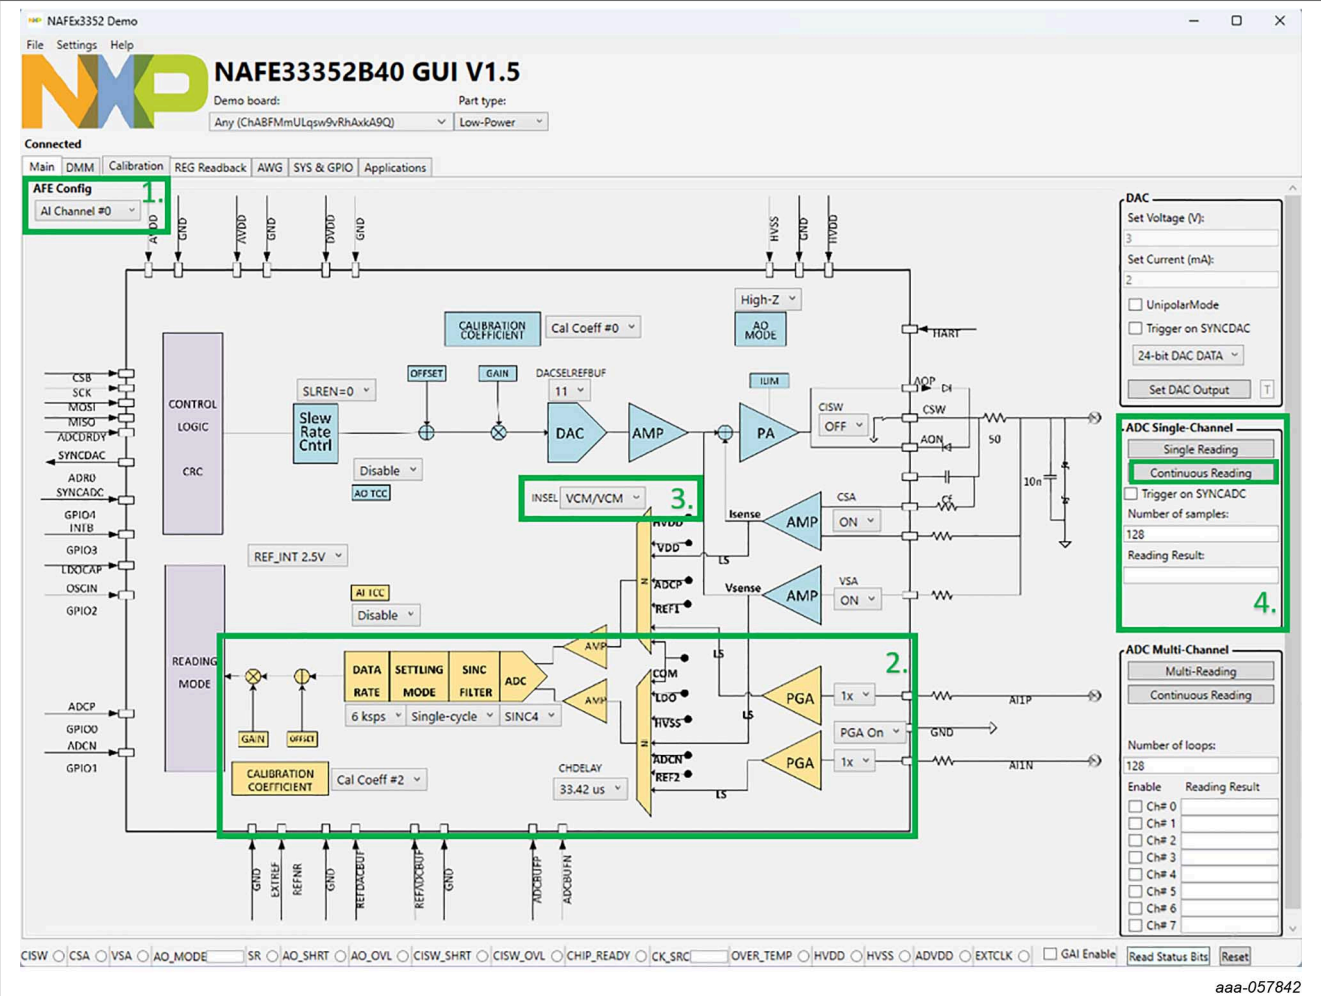 NAFEx3352 Demo
File Settings Help
NXP
NAFE33352B40 GUI V1.5
Demo board: Part type:
Any (ChABFMmULqsw9vRhAxkA9Q) Low-Power
Connected
Main DMM Calibration REG Readback AWG SYS & GPIO Applications
AFE Config
1.
AI Channel #0
AVDD GND AVDD GND DVDD GND HVSS GND HVDD
High-Z
AO
MODE
CALIBRATION
COEFFICIENT
Cal Coeff #0
HART
OFFSET GAIN DACSELREFBUF
11
ILIM
SLREN=0
Slew
Rate
Cntrl
DAC AMP PA
CISW
OFF
AOP
CSW
AON
50
Disable
AO TCC
INSEL VCM/VCM 3.
CSA
ON
AMP
Isense
Cf
10n
VSA
ON
AMP
Vsense
CONTROL
LOGIC
CRC
CSB
SCK
MOSI
MISO
ADCDRDY
SYNCDAC
ADR0
SYNCADC
GPIO4
INTB
GPIO3
LDOCAP
OSCIN
GPIO2
REF_INT 2.5V
AI TCC
Disable
HVDD
VDD
LS
ADCP
REF1
IN
READING
MODE
2.
DATA
RATE
SETTLING
MODE
SINC
FILTER
ADC
AMP
AMP
6 ksps Single-cycle SINC4
LS
COM
LDO
LS
HVSS
IN
ADCN
REF2
LS
PGA 1x
PGA On
PGA 1x
AI1P
GND
AI1N
GAIN OFFSET
CALIBRATION
COEFFICIENT
Cal Coeff #2
CHDELAY
33.42 us
ADCP
GPIO0
ADCN
GPIO1
GND EXTREF REFNR GND REFDACBUF REFADCBUF GND ADCBUFP ADCBUFN
DAC
Set Voltage (V):
3
Set Current (mA):
2
UnipolarMode
Trigger on SYNCDAC
24-bit DAC DATA
Set DAC Output T
ADC Single-Channel
Single Reading
Continuous Reading
Trigger on SYNCADC
Number of samples:
128
Reading Result:
4.
ADC Multi-Channel
Multi-Reading
Continuous Reading
Number of loops:
128
Enable Reading Result
Ch# 0
Ch# 1
Ch# 2
Ch# 3
Ch# 4
Ch# 5
Ch# 6
Ch# 7
CISW CSA VSA AO_MODE SR AO_SHRT AO_OVL CISW_SHRT CISW_OVL CHIP_READY CK_SRC OVER_TEMP HVDD HVSS ADVDD EXTCLK GAI Enable Read Status Bits Reset
aaa-057842